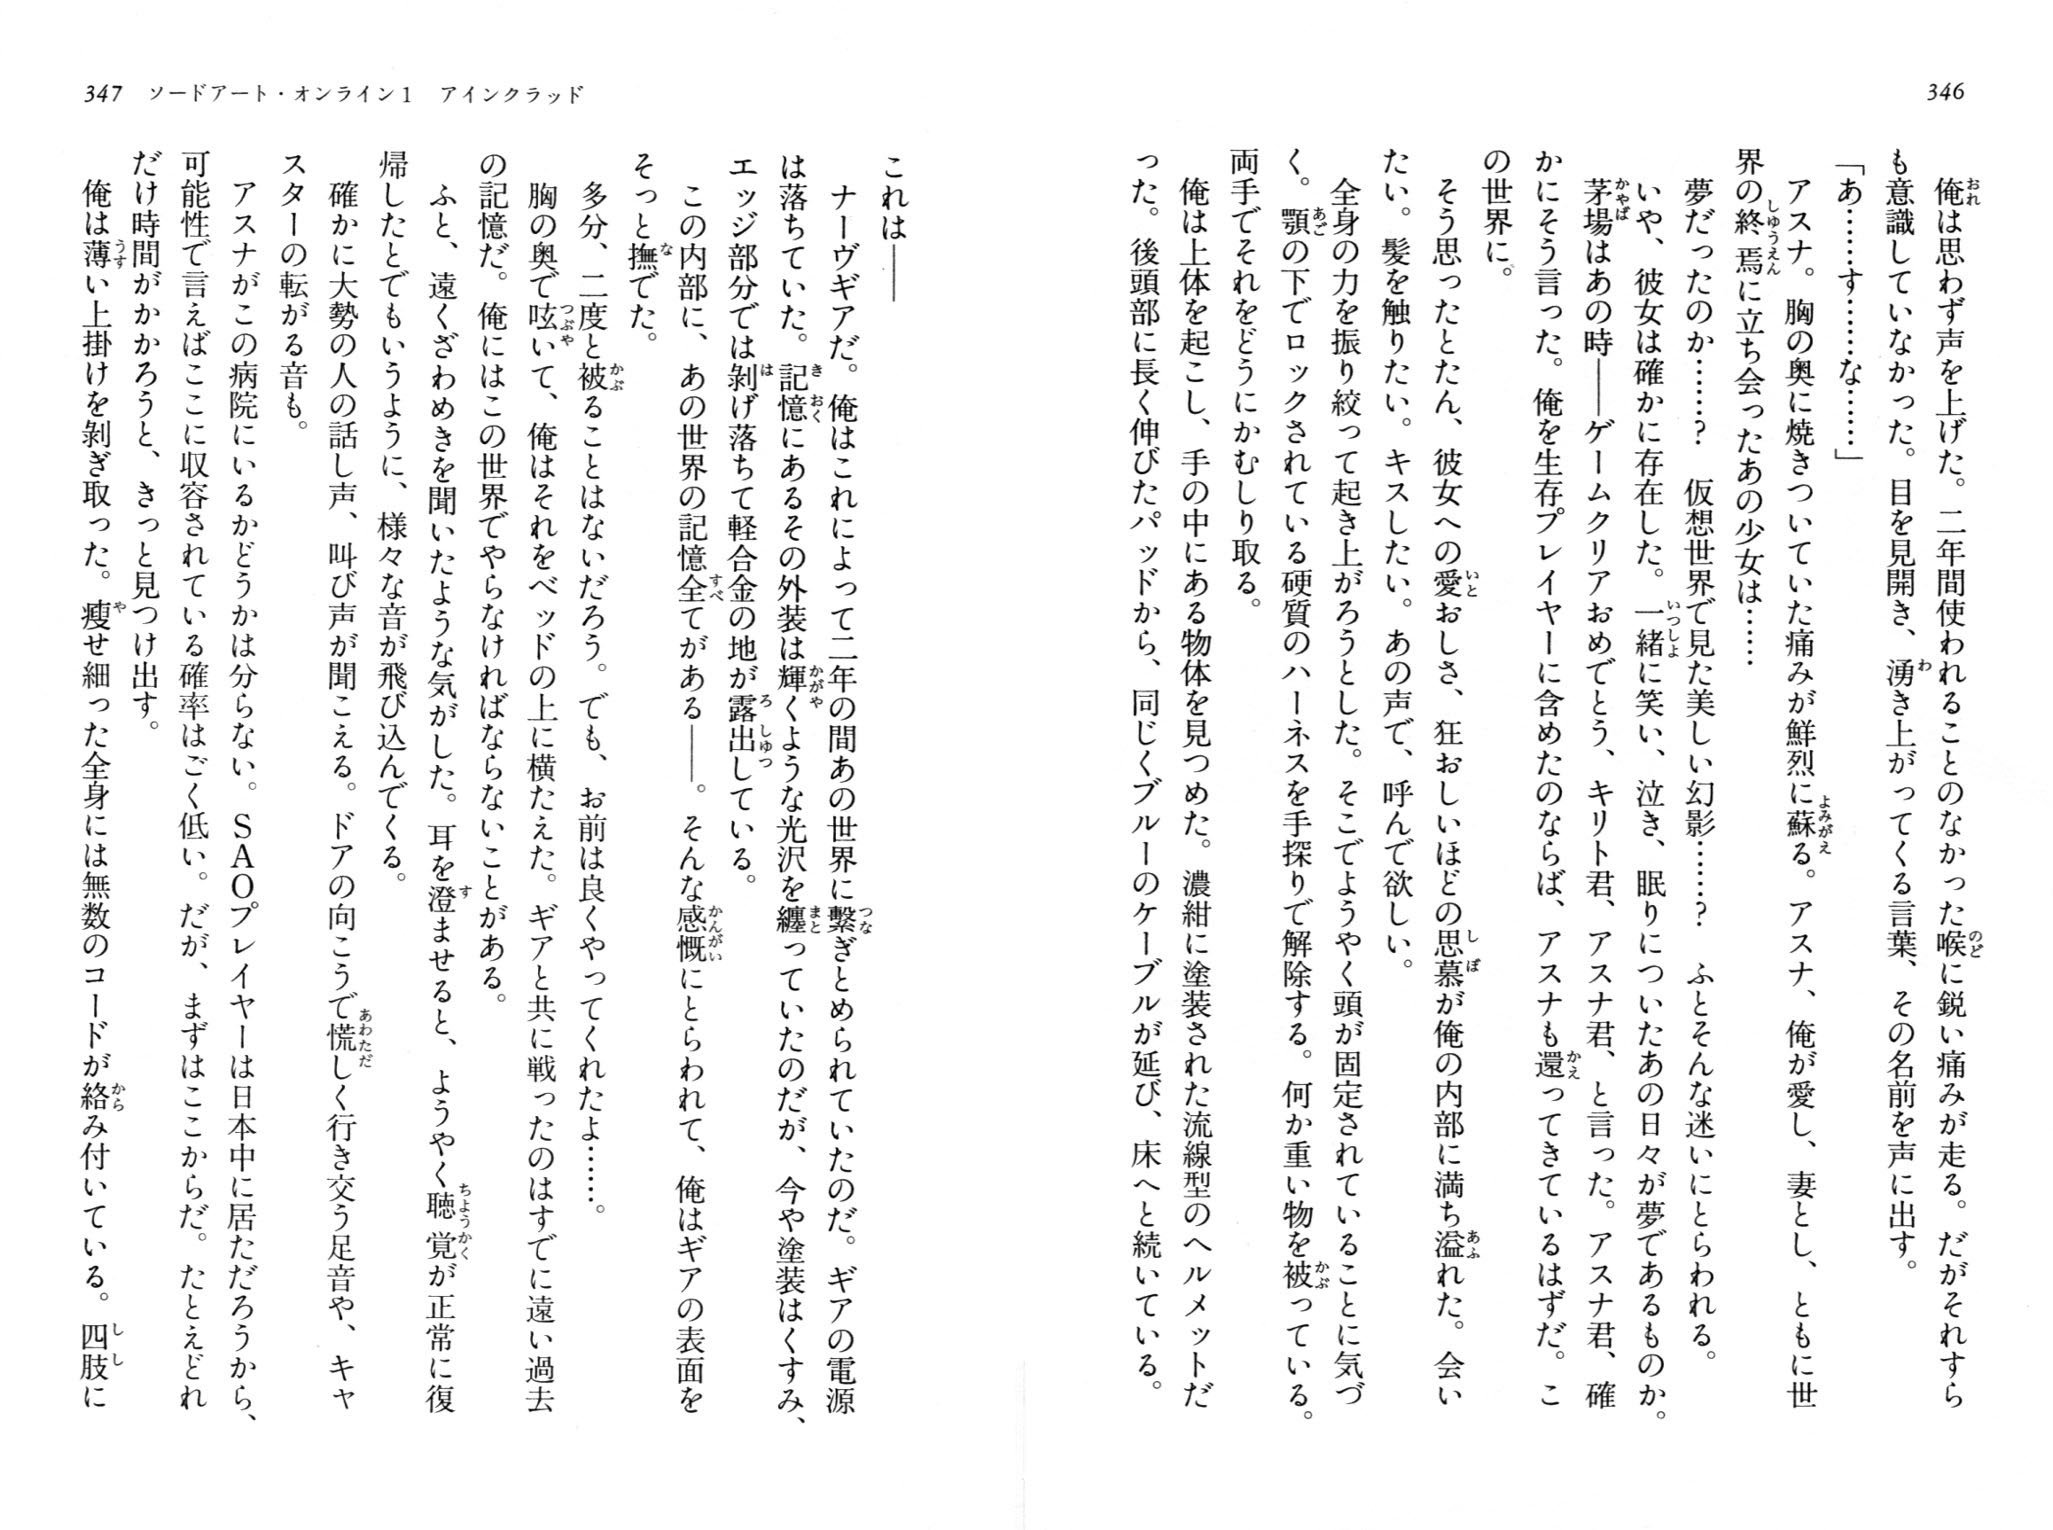 346
俺は思わず声を上げた。二年間使われることのなかった喉に鋭い痛みが走る。だがそれすら
も意識していなかった。目を見開き、湧き上がってくる言葉、その名前を声に出す。
「あ……す……な……」
アスナ。胸の奥に焼きついていた痛みが鮮烈に蘇る。アスナ、俺が愛し、妻とし、ともに世
界の終焉に立ち会ったあの少女は……
夢だったのか……？　仮想世界で見た美しい幻影……？　ふとそんな迷いにとらわれる。
いや、彼女は確かに存在した。一緒に笑い、泣き、眠りについたあの日々が夢であるものか。
茅場はあの時――ゲームクリアおめでとう、キリト君、アスナ君、と言った。アスナ君、確
かにそう言った。俺を生存プレイヤーに含めたのならば、アスナも還ってきているはずだ。こ
の世界に。
そう思ったとたん、彼女への愛おしさ、狂おしいほどの思慕が俺の内部に満ち溢れた。会い
たい。髪を触りたい。キスしたい。あの声で、呼んで欲しい。
全身の力を振り絞って起き上がろうとした。そこでようやく頭が固定されていることに気づ
く。顎の下でロックされている硬質のハーネスを手探りで解除する。何か重い物を被っている。
両手でそれをどうにかむしり取る。
俺は上体を起こし、手の中にある物体を見つめた。濃紺に塗装された流線型のヘルメットだ
った。後頭部に長く伸びたパッドから、同じくブルーのケーブルが延び、床へと続いている。
347　ソードアート・オンライン1　アインクラッド
これは――
ナーヴギアだ。俺はこれによって二年の間あの世界に繋ぎとめられていたのだ。ギアの電源
は落ちていた。記憶にあるその外装は輝くような光沢を纏っていたのだが、今や塗装はくすみ、
エッジ部分では剝げ落ちて軽合金の地が露出している。
この内部に、あの世界の記憶全てがある――。そんな感慨にとらわれて、俺はギアの表面を
そっと撫でた。
多分、二度と被ることはないだろう。でも、お前は良くやってくれたよ……。
胸の奥で呟いて、俺はそれをベッドの上に横たえた。ギアと共に戦ったのはすでに遠い過去
の記憶だ。俺にはこの世界でやらなければならないことがある。
ふと、遠くざわめきを聞いたような気がした。耳を澄ませると、ようやく聴覚が正常に復
帰したとでもいうように、様々な音が飛び込んでくる。
確かに大勢の人の話し声、叫び声が聞こえる。ドアの向こうで慌しく行き交う足音や、キャ
スターの転がる音も。
アスナがこの病院にいるかどうかは分らない。ＳＡＯプレイヤーは日本中に居ただろうから、
可能性で言えばここに収容されている確率はごく低い。だが、まずはここからだ。たとえどれ
だけ時間がかかろうと、きっと見つけ出す。
俺は薄い上掛けを剝ぎ取った。瘦せ細った全身には無数のコードが絡み付いている。四肢に